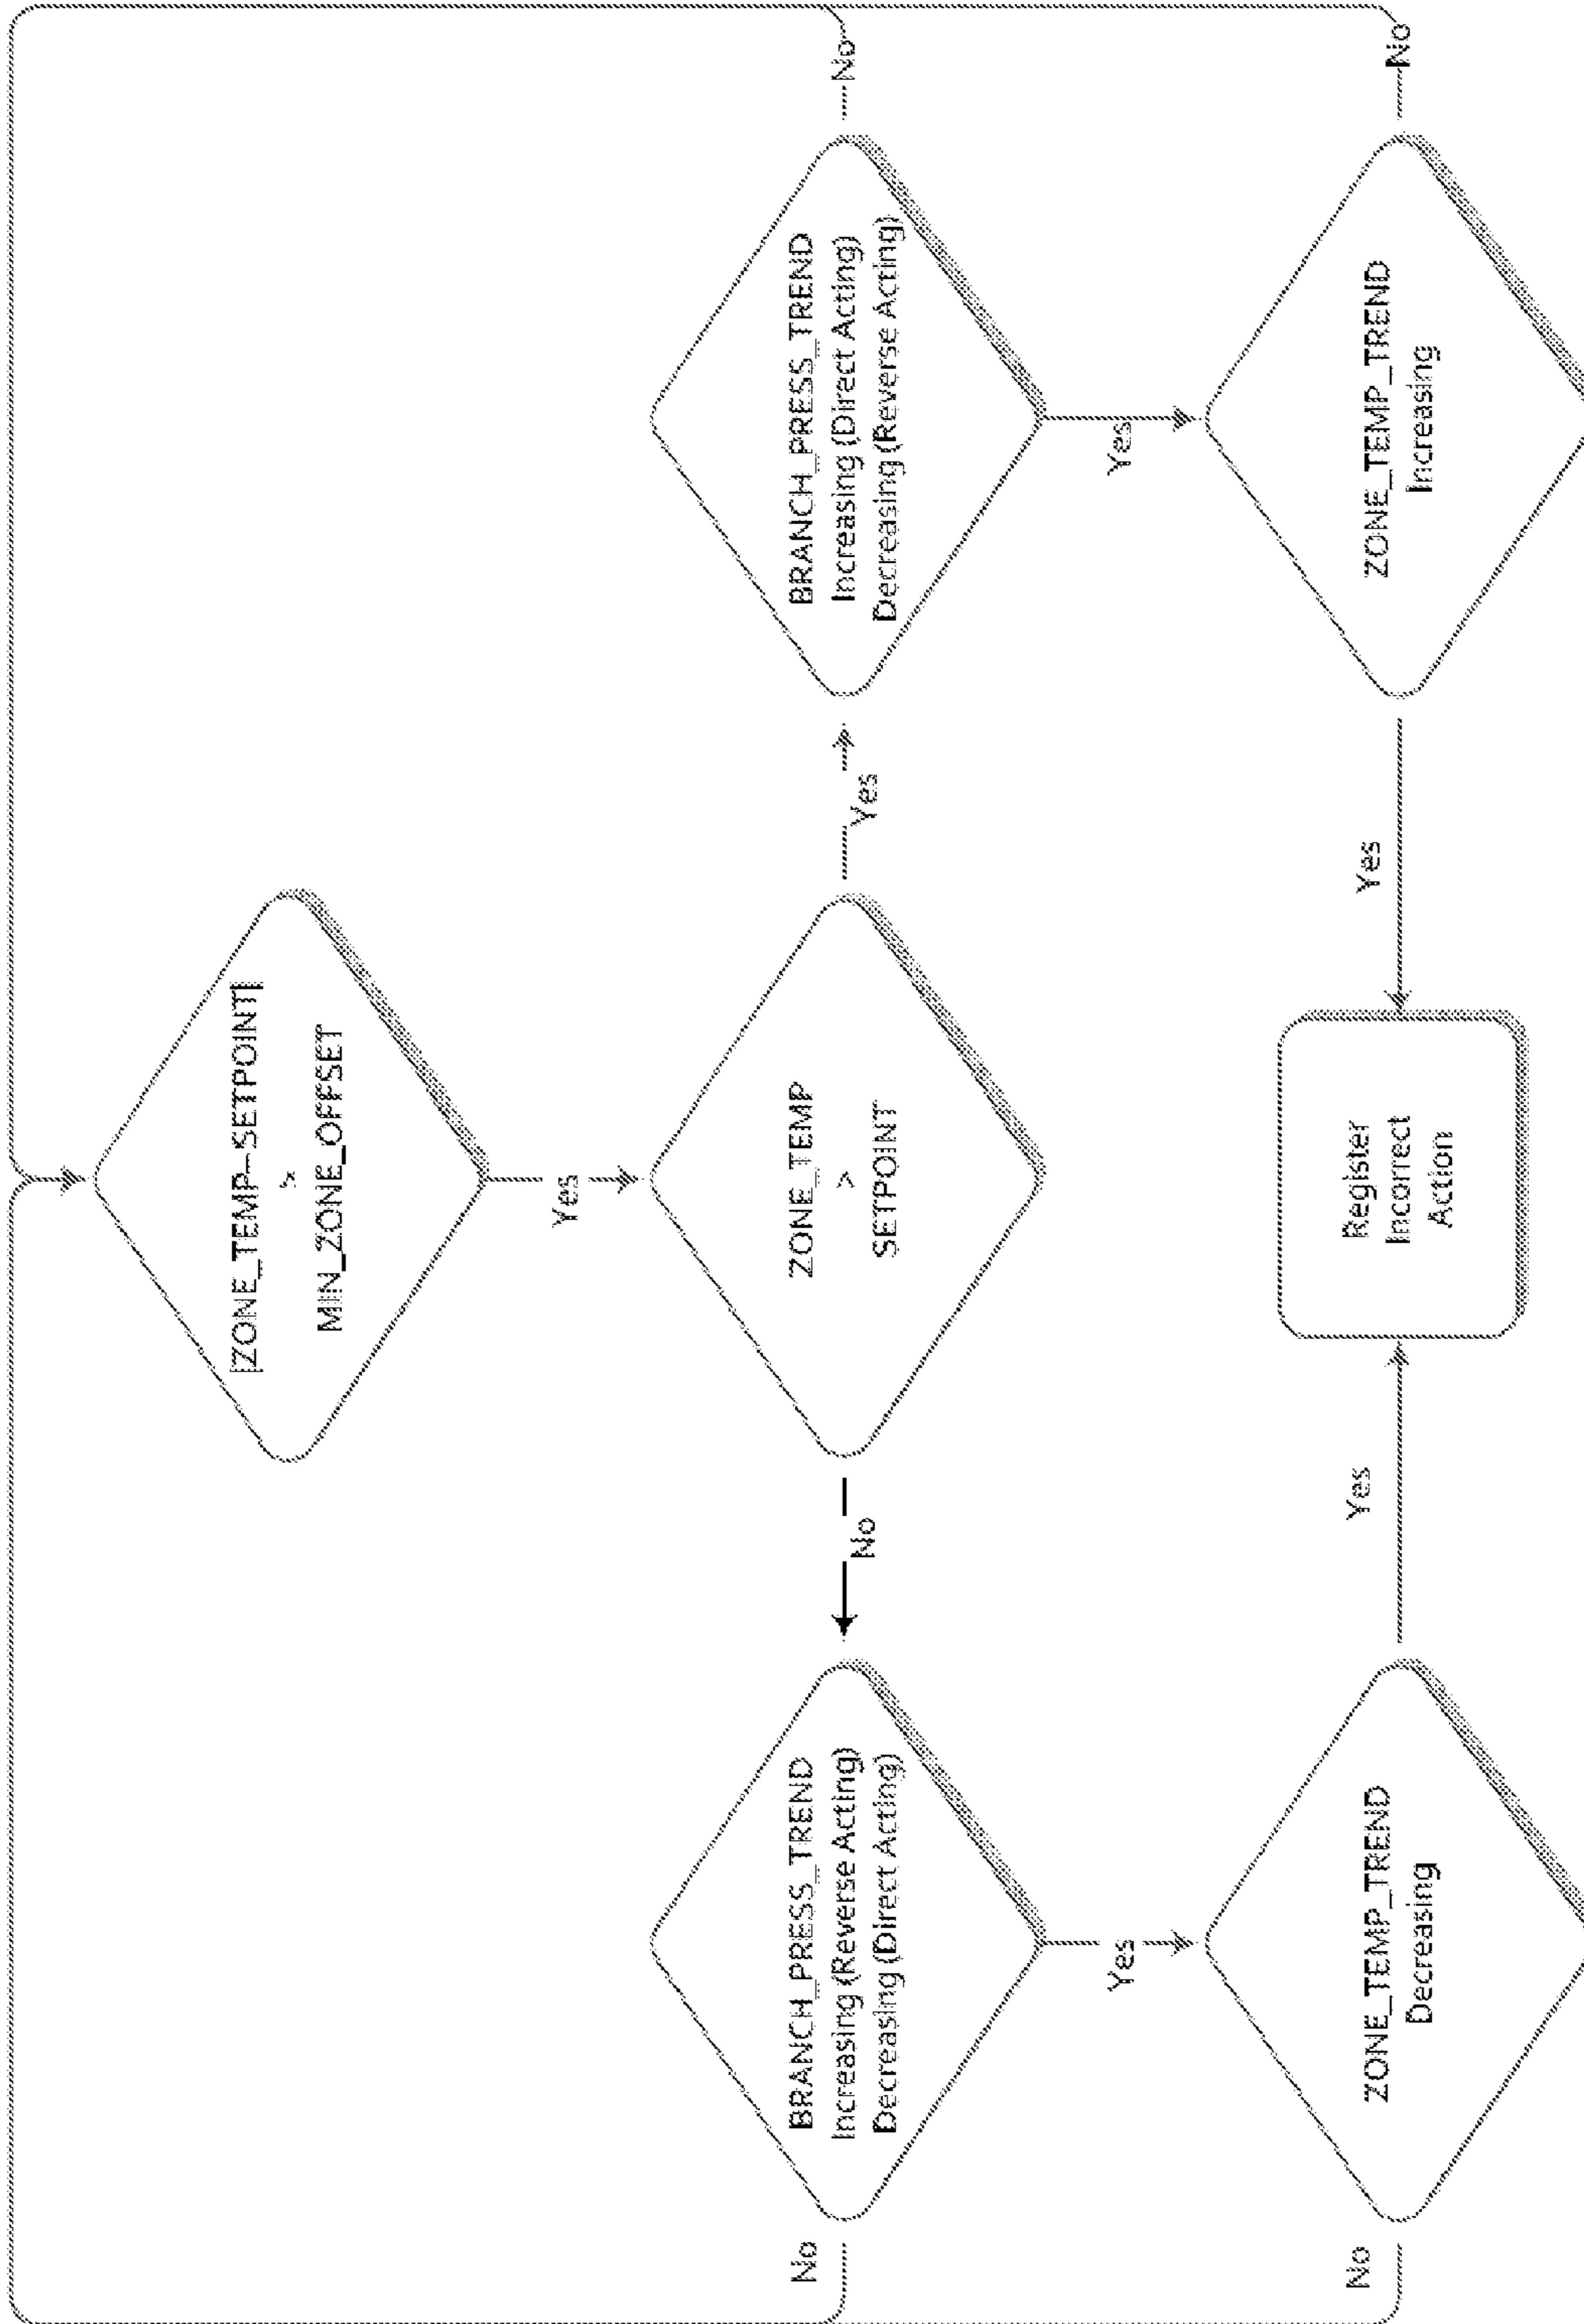 |ZONE_TEMP–SETPOINT|
>
MIN_ZONE_OFFSET
Yes
No
BRANCH_PRESS_TREND
Increasing (Reverse Acting)
Decreasing (Direct Acting)
No
ZONE_TEMP
>
SETPOINT
Yes
BRANCH_PRESS_TREND
Increasing (Direct Acting)
Decreasing (Reverse Acting)
No
Yes
Yes
No
ZONE_TEMP_TREND
Decreasing
Yes
Register
Incorrect
Action
Yes
ZONE_TEMP_TREND
Increasing
No